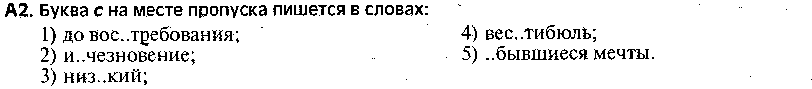 А2. Буква с на месте пропуска пишется в словах:
1) до вос..требования;
2) и..чезновение;
3) низ..кий;
4) вес..тибюль;
5) ..бывшиеся мечты.